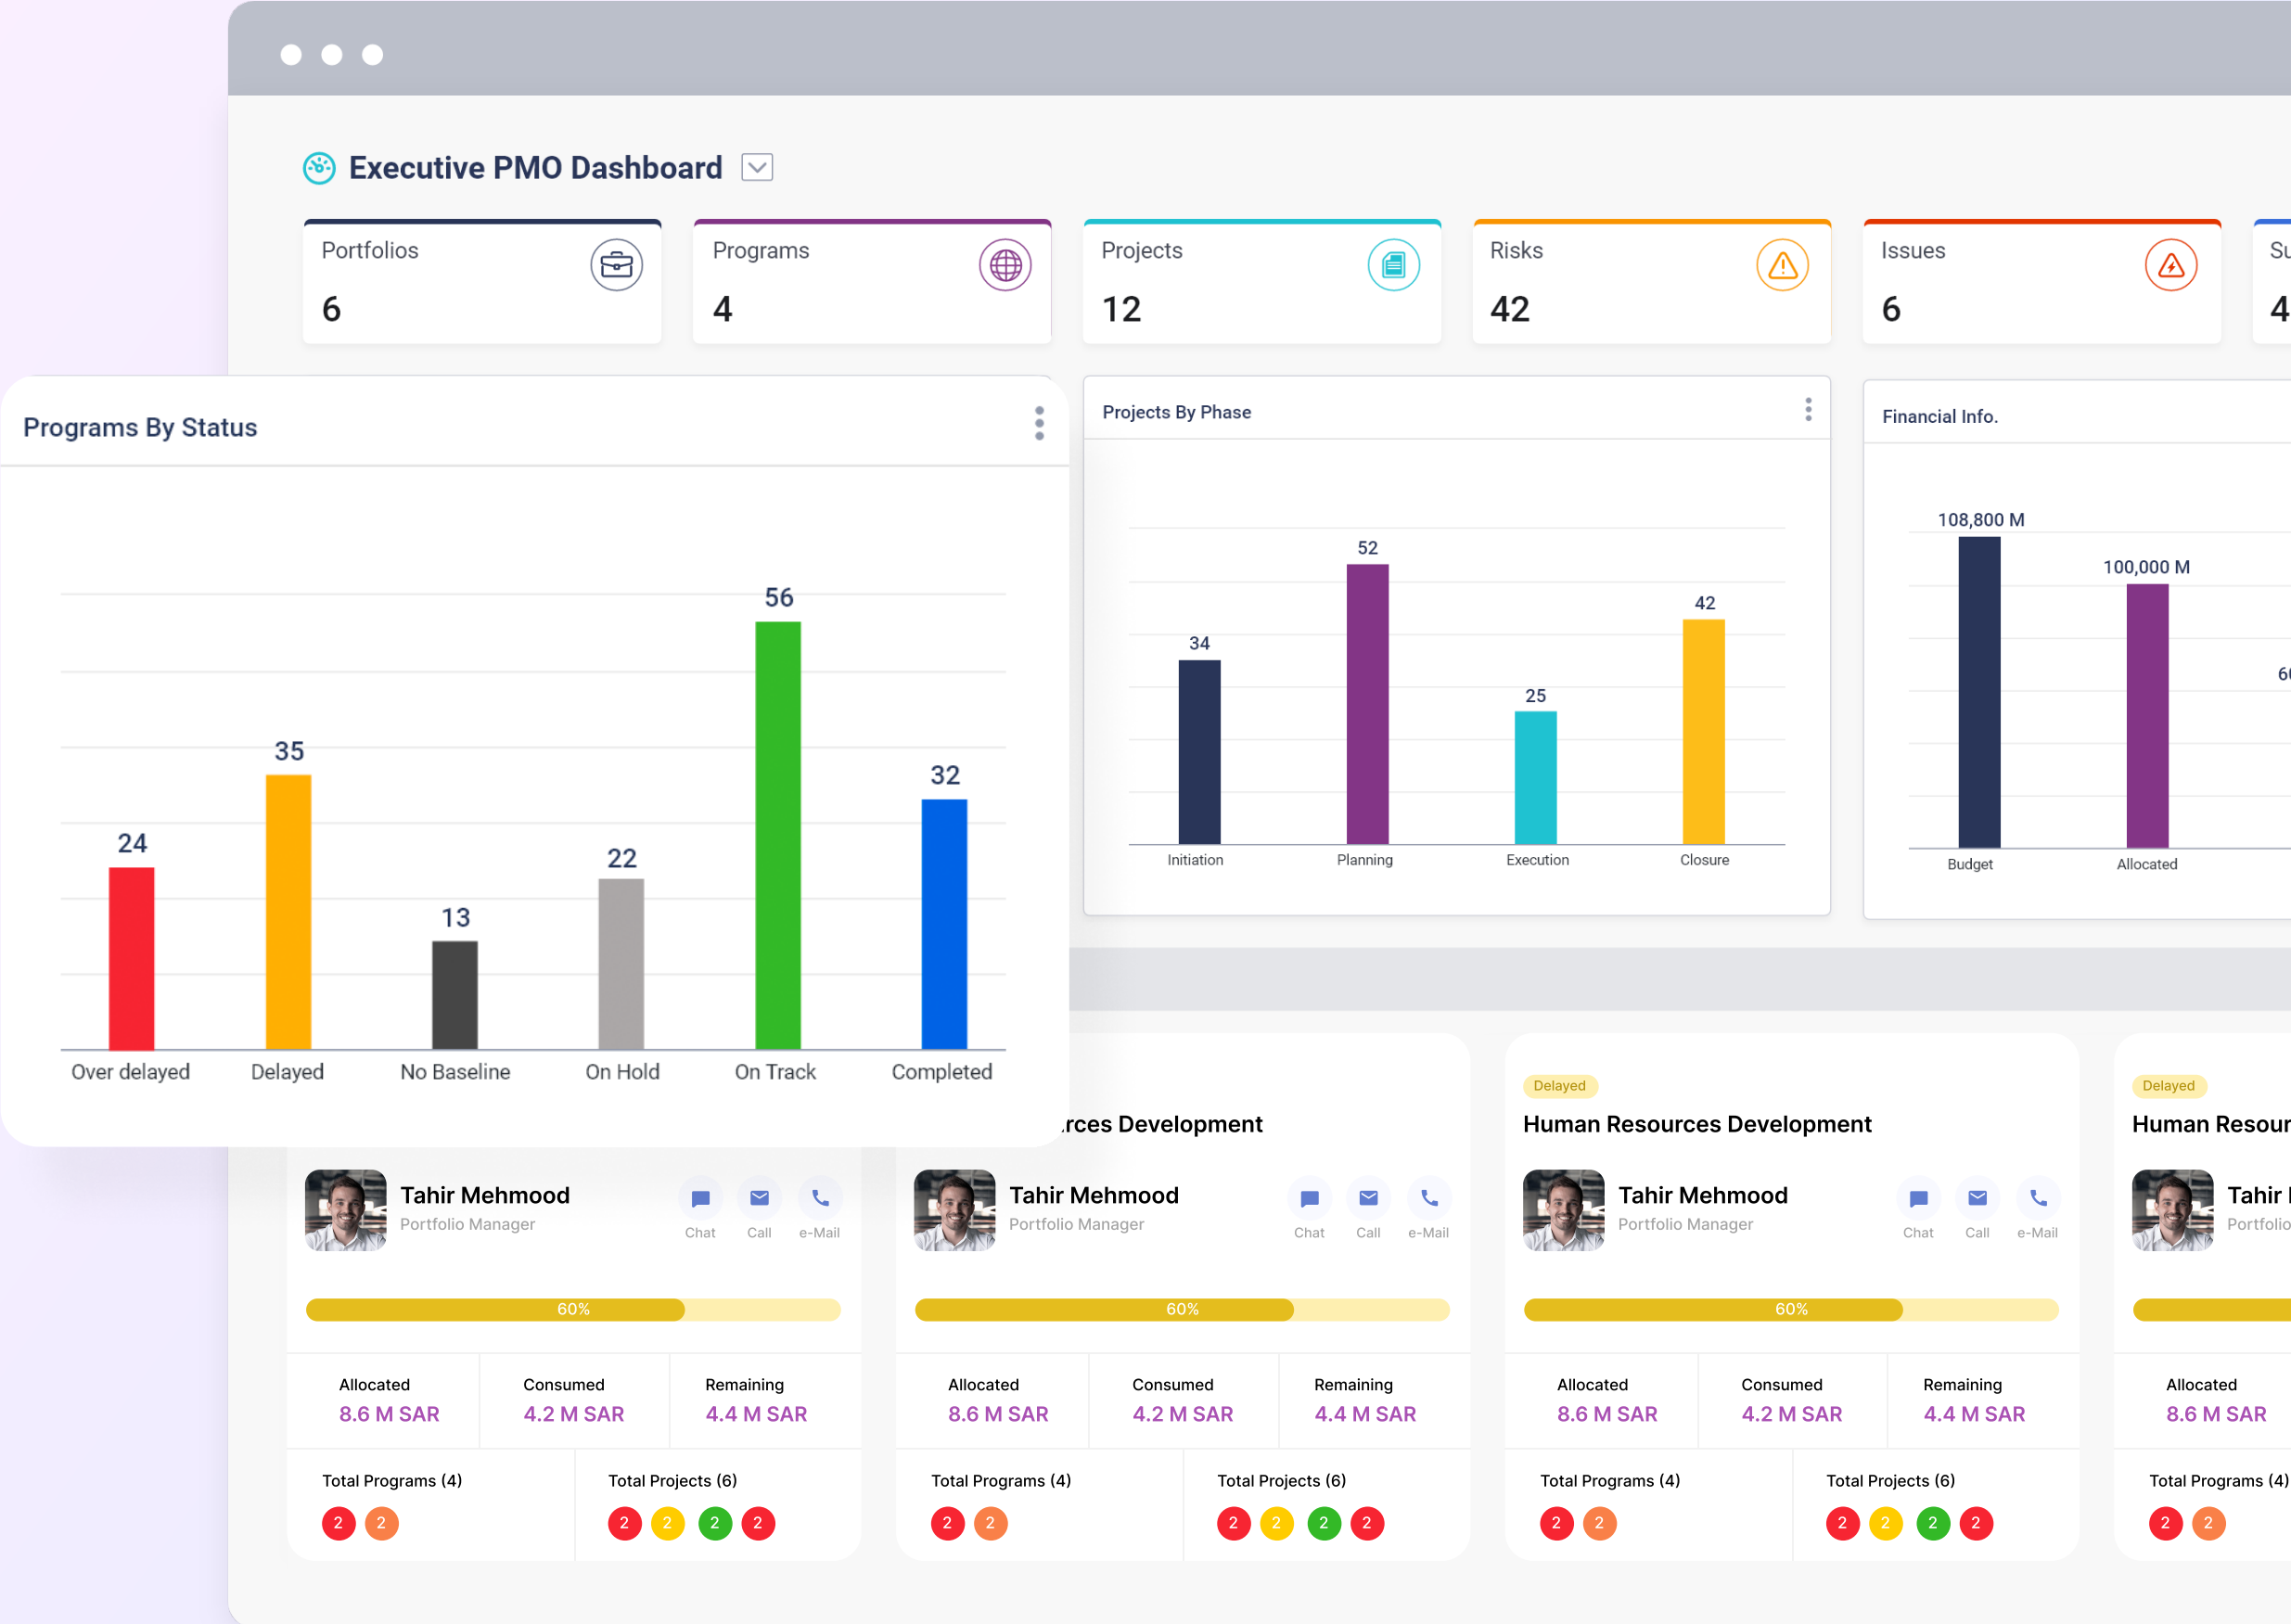 Executive PMO Dashboard
Portfolios
6
Programs
4
Projects
12
Risks
42
Issues
6
Programs By Status
24
35
13
22
56
32
Over delayed
Delayed
No Baseline
On Hold
On Track
Completed
Projects By Phase
34
52
25
42
Initiation
Planning
Execution
Closure
Financial Info.
108,800 M
100,000 M
Budget
Allocated
Tahir Mehmood
Portfolio Manager
Chat
Call
e-Mail
60%
Allocated
8.6 M SAR
Consumed
4.2 M SAR
Remaining
4.4 M SAR
Total Programs (4)
2 2
Total Projects (6)
2 2 2 2
Development
Tahir Mehmood
Portfolio Manager
Chat
Call
e-Mail
60%
Allocated
8.6 M SAR
Consumed
4.2 M SAR
Remaining
4.4 M SAR
Total Programs (4)
2 2
Total Projects (6)
2 2 2 2
Delayed
Human Resources Development
Tahir Mehmood
Portfolio Manager
Chat
Call
e-Mail
60%
Allocated
8.6 M SAR
Consumed
4.2 M SAR
Remaining
4.4 M SAR
Total Programs (4)
2 2
Total Projects (6)
2 2 2 2
Delayed
Human
Tahir
Allocated
8.6 M SAR
Total Programs (4)
2 2